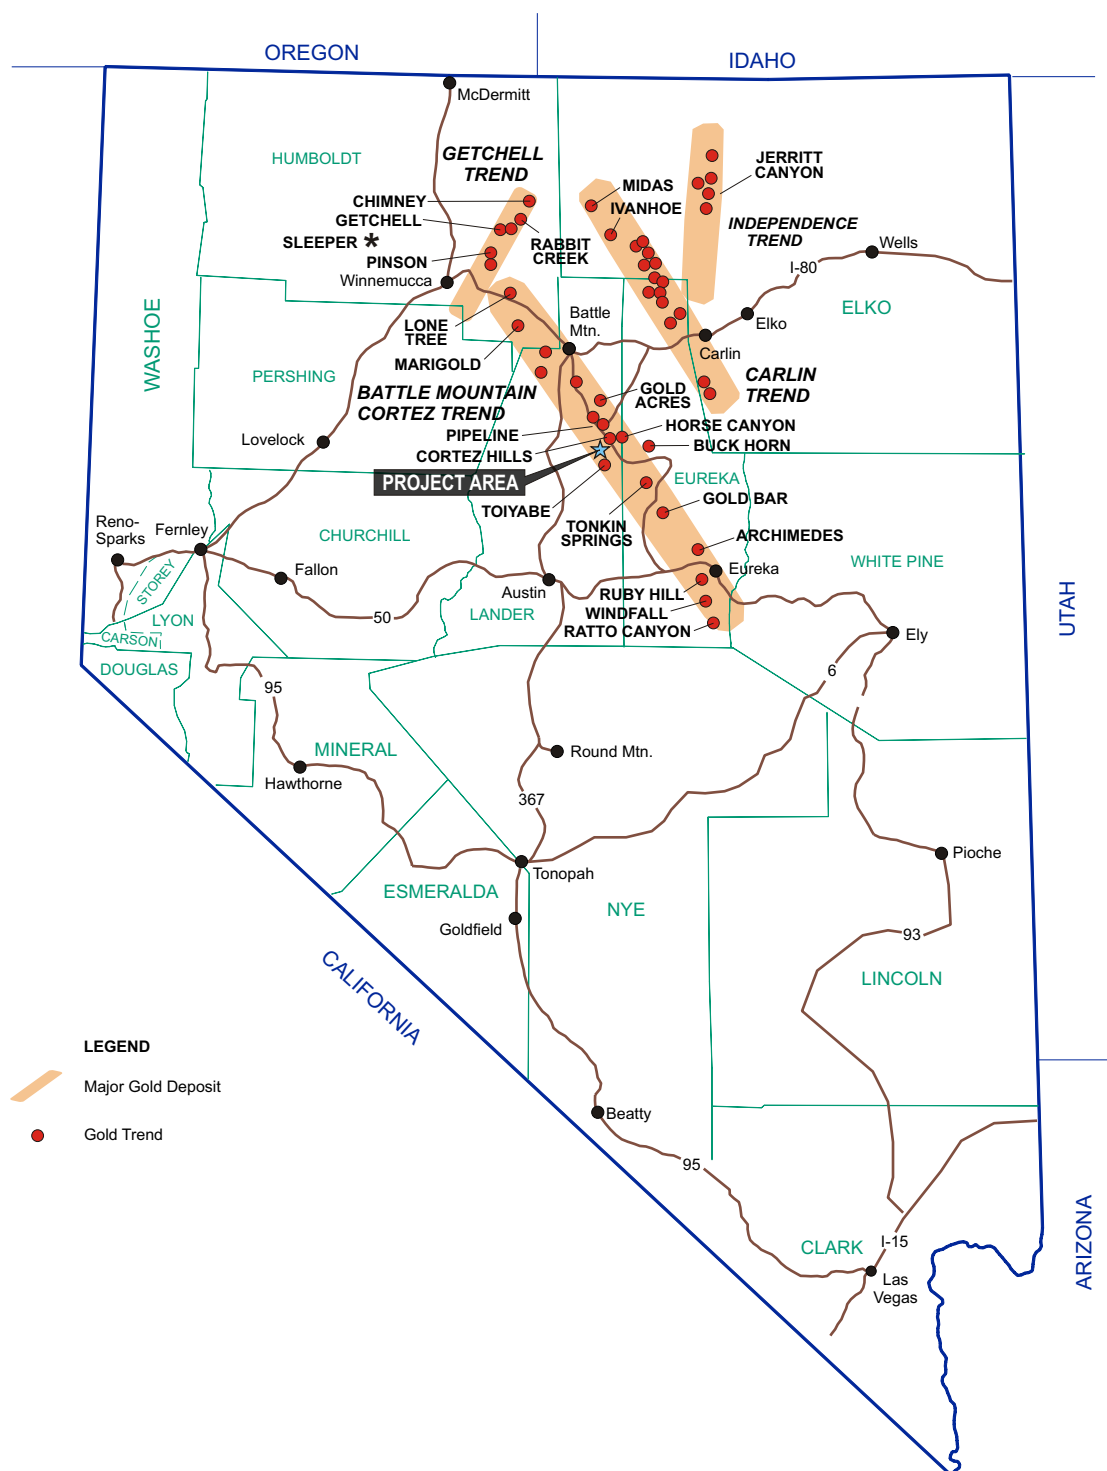 OREGON
IDAHO
McDermitt
HUMBOLDT
GETCHELL
TREND
JERRITT
CANYON
MIDAS
CHIMNEY
IVANHOE
GETCHELL
INDEPENDENCE
TREND
SLEEPER *
RABBIT
CREEK
PINSON
Wells
I-80
Winnemucca
WASHOE
ELKO
LONE
TREE
Battle
Mtn.
Elko
Carlin
MARIGOLD
PERSHING
CARLIN
TREND
BATTLE MOUNTAIN
CORTEZ TREND
GOLD
ACRES
PIPELINE
HORSE CANYON
Lovelock
BUCK HORN
CORTEZ HILLS
PROJECT AREA
EUREKA
GOLD BAR
TOIYABE
Reno-
Sparks
Fernley
CHURCHILL
TONKIN
SPRINGS
ARCHIMEDES
WHITE PINE
Fallon
STOREY
Eureka
Austin
RUBY HILL
UTAH
LYON
50
LANDER
WINDFALL
RATTO CANYON
Ely
CARSON
DOUGLAS
6
95
MINERAL
Round Mtn.
Hawthorne
367
Pioche
Tonopah
ESMERALDA
NYE
Goldfield
93
LINCOLN
CALIFORNIA
LEGEND
Major Gold Deposit
Gold Trend
Beatty
95
ARIZONA
CLARK
I-15
Las
Vegas